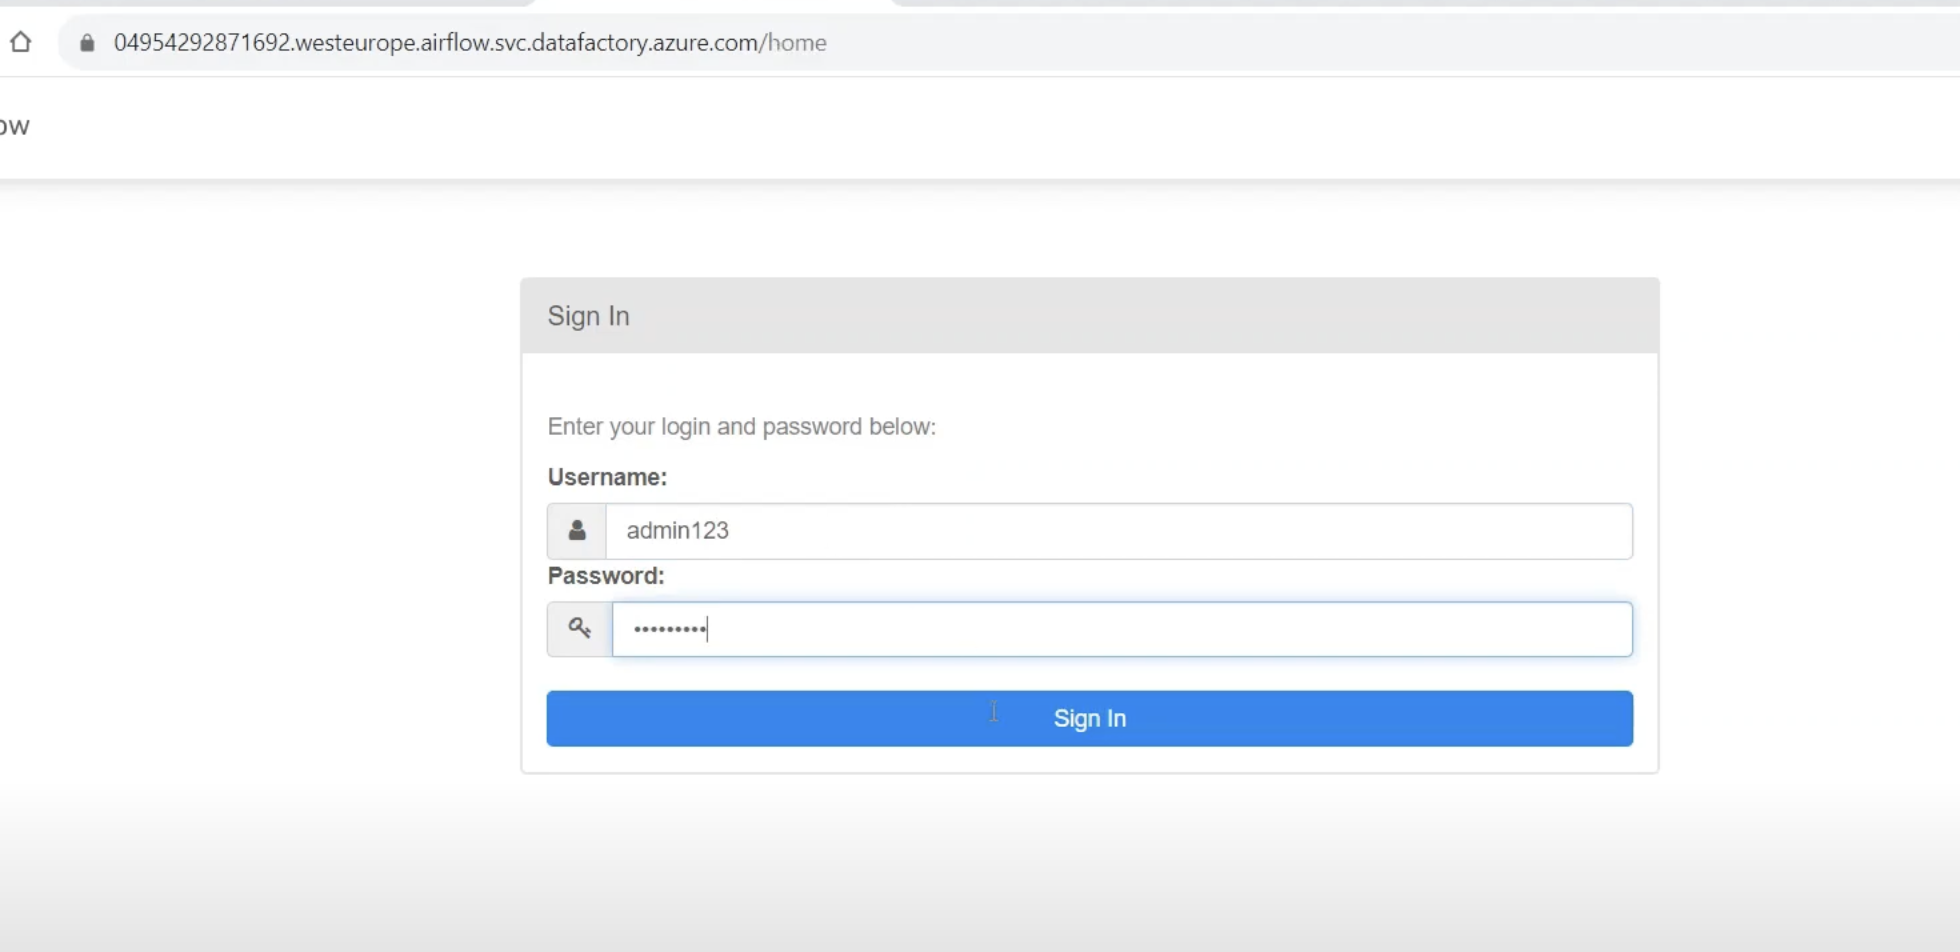 04954292871692.westeurope.airflow.svc.datafactory.azure.com/home
ow
Sign In
Enter your login and password below:
Username:
admin123
Password:
•••••••••
Sign In